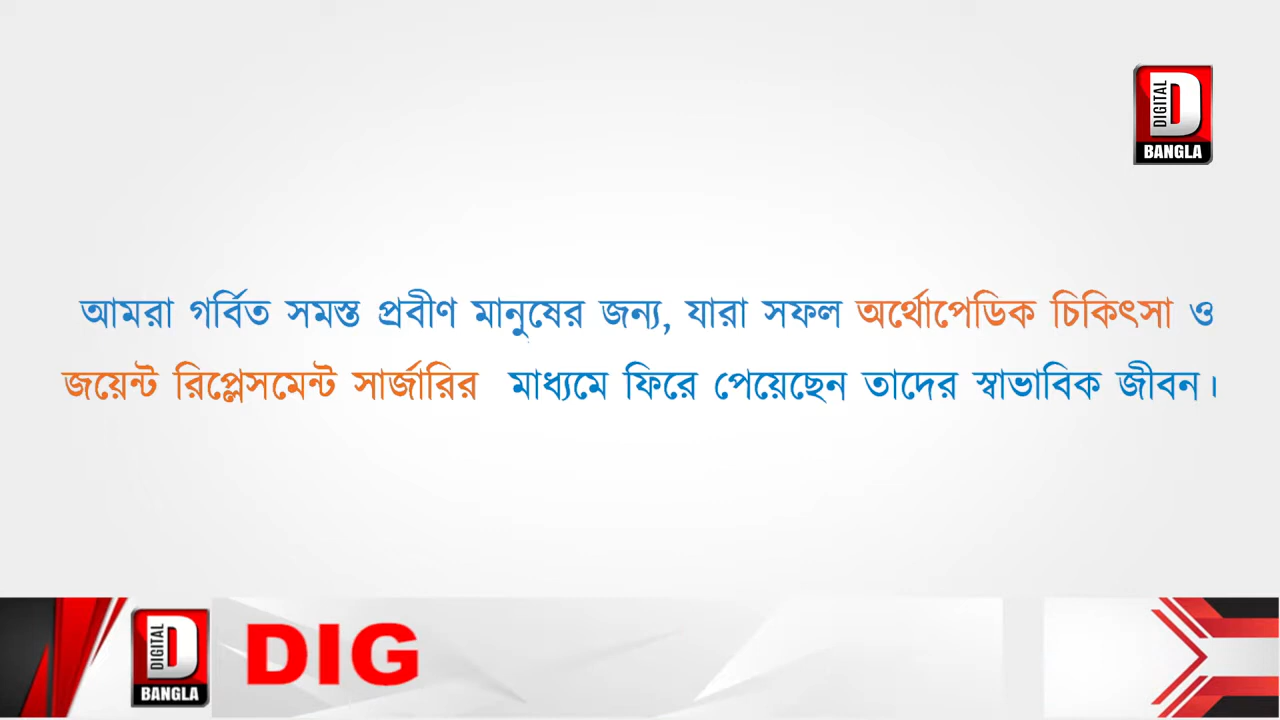 DIGITAL
BANGLA
আমরা গর্বিত সমস্ত প্রবীণ মানুষের জন্য, যারা সফল অর্থোপেডিক চিকিৎসা ও
জয়েন্ট রিপ্লেসমেন্ট সার্জারির মাধ্যমে ফিরে পেয়েছেন তাদের স্বাভাবিক জীবন।
DIGITAL
BANGLA
DIG